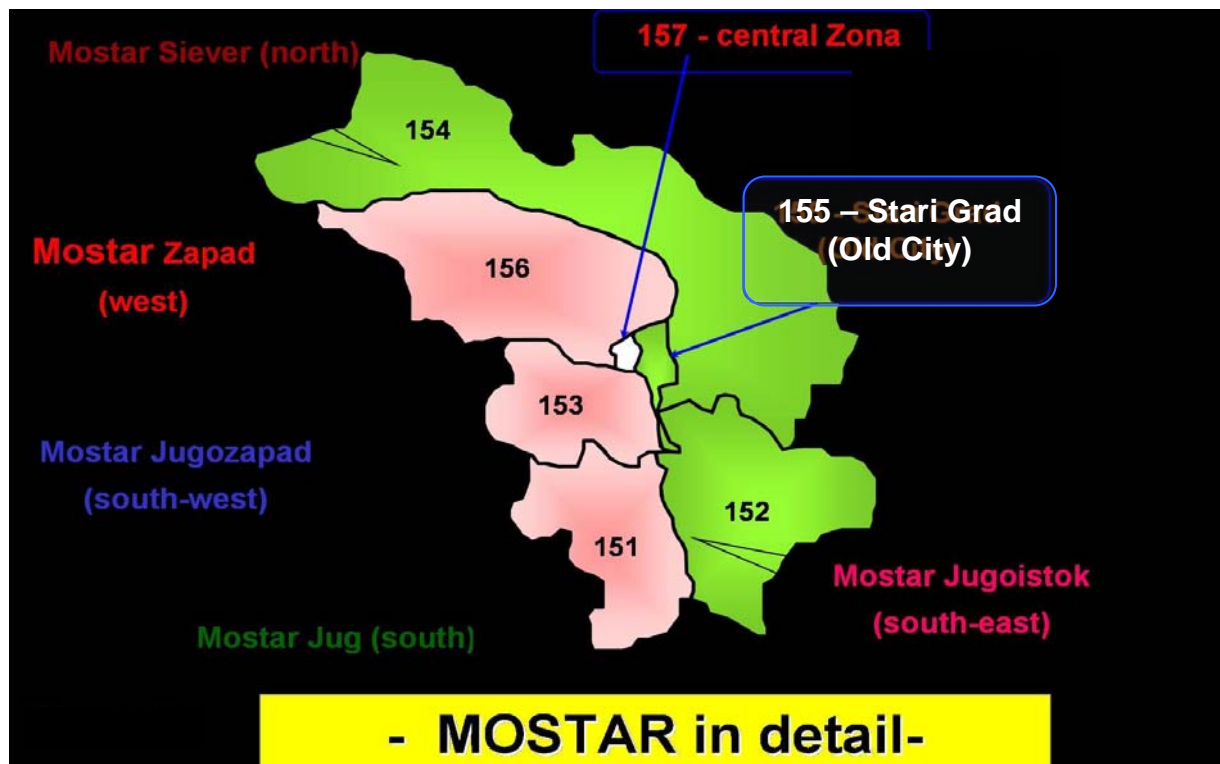 Mostar Siever (north)
157 - central Zona
154
155 – Stari Grad
(Old City)
Mostar Zapad
(west)
156
153
Mostar Jugozapad
(south-west)
152
151
Mostar Jugoistok
(south-east)
Mostar Jug (south)
- MOSTAR in detail-